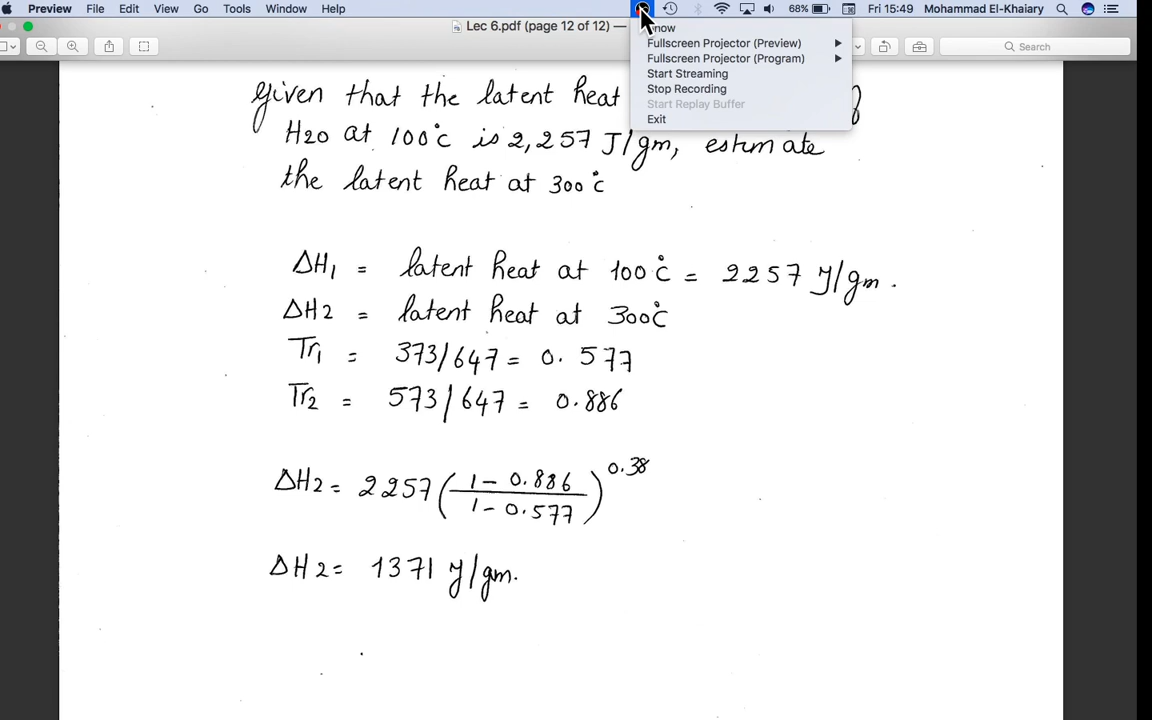 Preview File Edit View Go Tools Window Help 68% Fri 15:49 Mohammad El-Khaiary
Lec 6.pdf (page 12 of 12) —
Search
Fullscreen Projector (Preview)
Fullscreen Projector (Program)
Start Streaming
Stop Recording
Start Replay Buffer
Exit
given that the latent heat
H2O at 100°c is 2,257 J/gm, estimate
the latent heat at 300°c
ΔH1 = latent heat at 100°c = 2257 J/gm.
ΔH2 = latent heat at 300°c
Tr1 = 373/647 = 0.577
Tr2 = 573/647 = 0.886
ΔH2 = 2257 (1 - 0.886 / 1 - 0.577)^0.38
ΔH2 = 1371 J/gm.